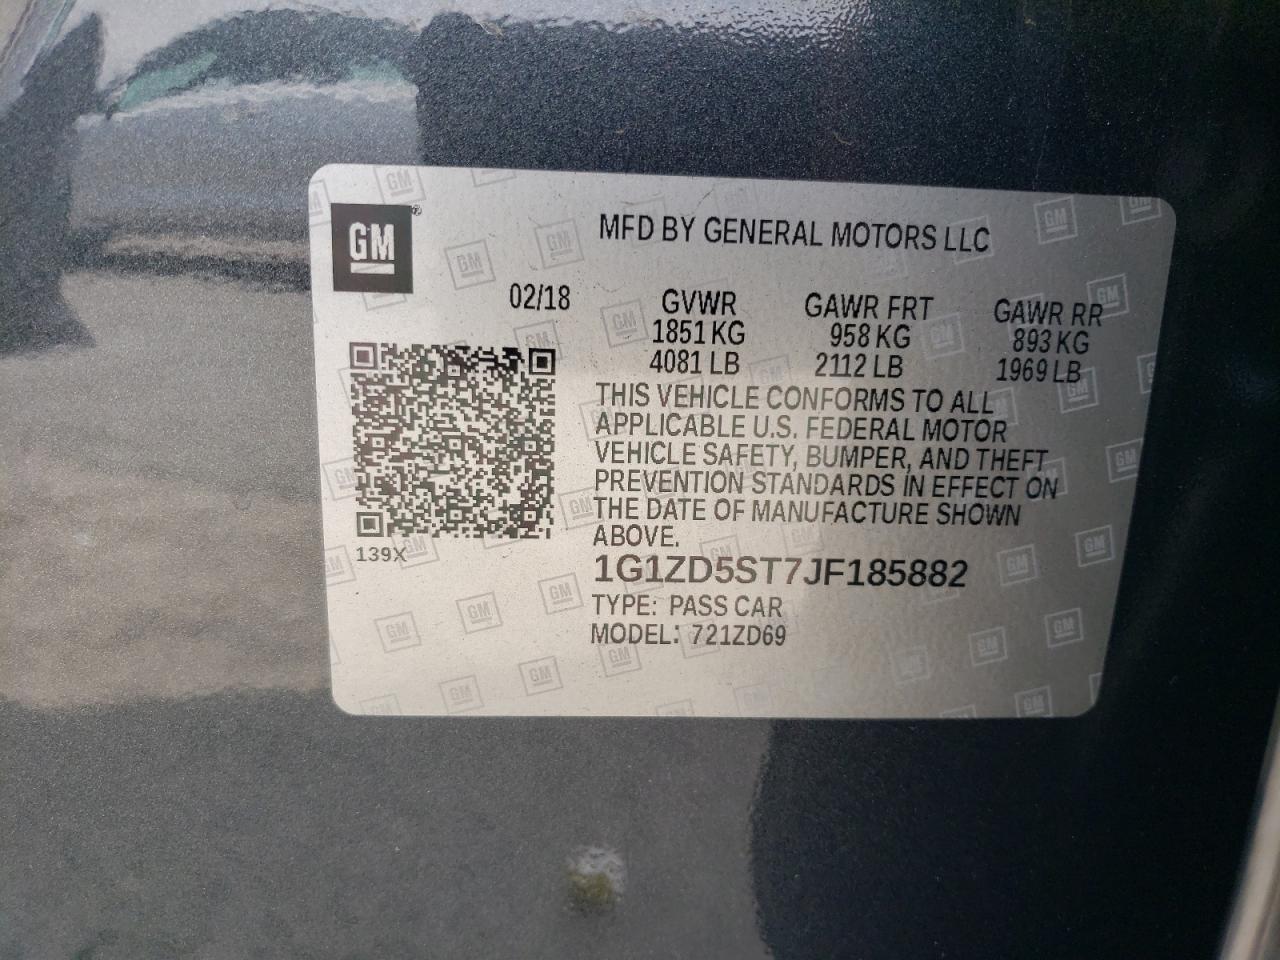 GM®
MFD BY GENERAL MOTORS LLC
02/18
GVWR GAWR FRT GAWR RR
1851 KG 958 KG 893 KG
4081 LB 2112 LB 1969 LB
THIS VEHICLE CONFORMS TO ALL
APPLICABLE U.S. FEDERAL MOTOR
VEHICLE SAFETY, BUMPER, AND THEFT
PREVENTION STANDARDS IN EFFECT ON
THE DATE OF MANUFACTURE SHOWN
ABOVE.
139X
1G1ZD5ST7JF185882
TYPE: PASS CAR
MODEL: 721ZD69